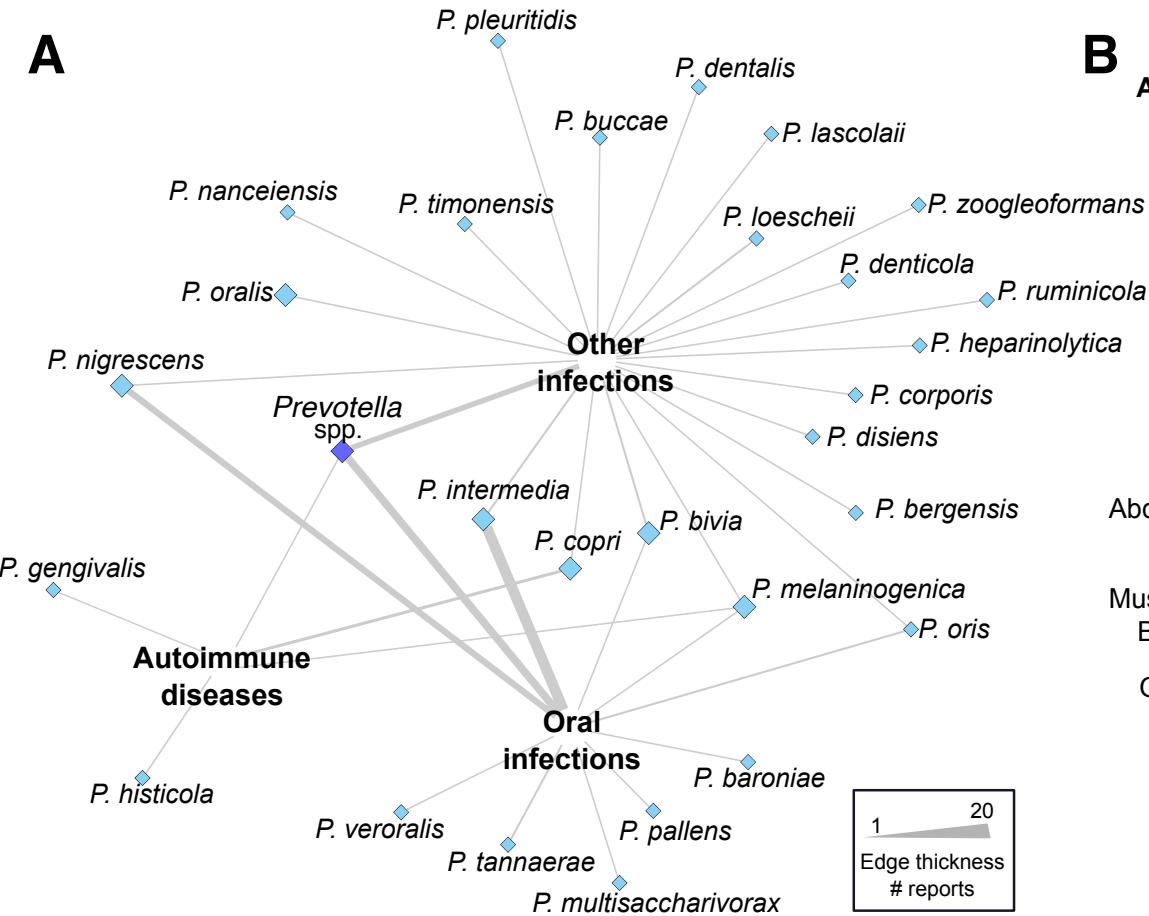 A
B
P. pleuritidis
P. dentalis
P. buccae
P. lascolaii
P. nanceiensis
P. timonensis
P. loescheii
P. zoogleoformans
P. denticola
P. oralis
P. ruminicola
Other
infections
P. heparinolytica
P. nigrescens
P. corporis
Prevotella
spp.
P. disiens
P. intermedia
P. bivia
P. bergensis
Abo
P. copri
P. gengivalis
P. melaninogenica
Mus
P. oris
Autoimmune
diseases
Oral
infections
P. baroniae
P. histicola
P. veroralis
P. pallens
P. tannaerae
P. multisaccharivorax
1
20
Edge thickness
# reports